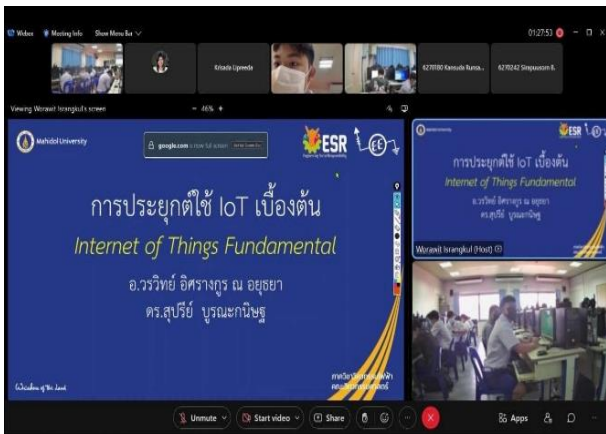 Webex
Meeting Info
Show Menu Bar
01:27:53
Krisada Upreeda
Viewing Worawit Israngkul's screen
- 46% +
Mahidol University
google.com is now full screen
ESR
EE
การประยุกต์ใช้ IoT เบื้องต้น
Internet of Things Fundamental
อ.วรวิทย์ อิศรางกูร ณ อยุธยา
ดร.สุปรีย์ บูรณะกนิษฐ
Wisdom of the Land
ESR
การประยุกต์ใช้ IoT เบื้องต้น
Internet of Things Fundamental
อ.วรวิทย์ อิศรางกูร ณ อยุธยา
ดร.สุปรีย์ บูรณะกนิษฐ
Worawit Israngkul (Host)
Unmute
Start video
Share
Apps